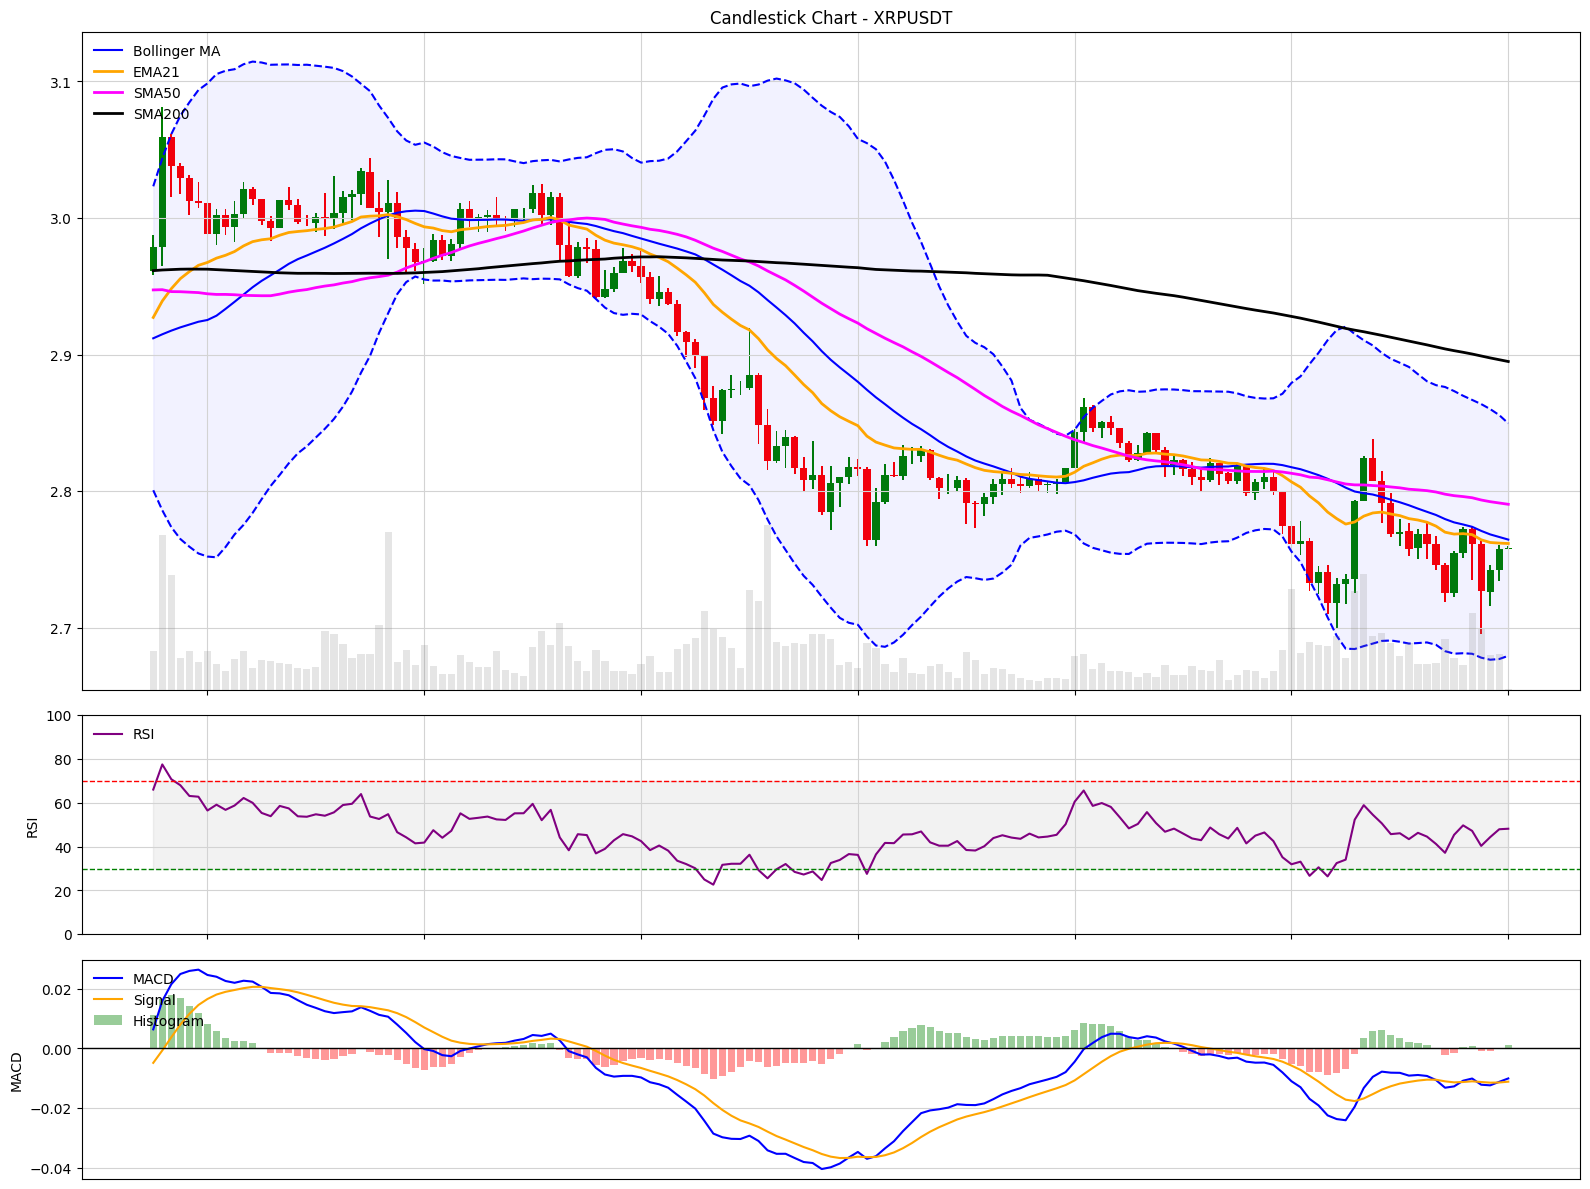 Candlestick Chart - XRPUSDT
Bollinger MA
EMA21
SMA50
SMA200
3.1
3.0
2.9
2.8
2.7
RSI
100
80
60
40
20
0
RSI
MACD
Signal
Histogram
0.02
0.00
−0.02
−0.04
MACD